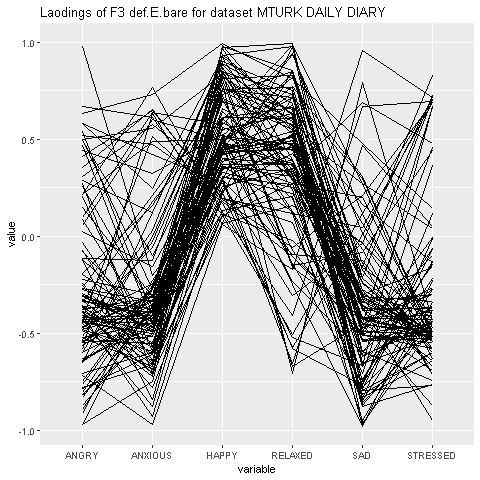 Laodings of F3 def.E.bare for dataset MTURK DAILY DIARY
1.0
0.5
0.0
-0.5
-1.0
value
ANGRY ANXIOUS HAPPY RELAXED SAD STRESSED
variable